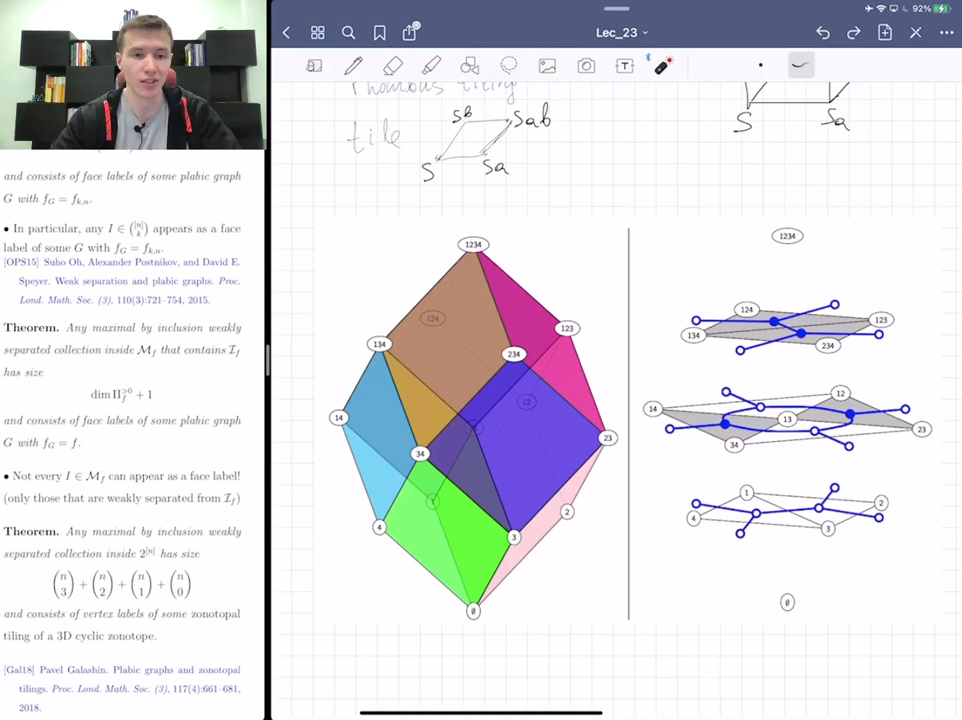 92%
Lec_23
and consists of face labels of some plabic graph
G with f_G = f_{k,n}.
• In particular, any I ∈ \binom{[n]}{k} appears as a face
label of some G with f_G = f_{k,n}.
[OPS15] Suho Oh, Alexander Postnikov, and David E.
Speyer. Weak separation and plabic graphs. Proc.
Lond. Math. Soc. (3), 110(3):721–754, 2015.
Theorem. Any maximal by inclusion weakly
separated collection inside M_f that contains I_f
has size
dim Π_f^{>0} + 1
and consists of face labels of some plabic graph
G with f_G = f.
• Not every I ∈ M_f can appear as a face label!
(only those that are weakly separated from I_f)
Theorem. Any maximal by inclusion weakly
separated collection inside 2^{[n]} has size
\binom{n}{3} + \binom{n}{2} + \binom{n}{1} + \binom{n}{0}
and consists of vertex labels of some zonotopal
tiling of a 3D cyclic zonotope.
[Gal18] Pavel Galashin. Plabic graphs and zonotopal
tilings. Proc. Lond. Math. Soc. (3), 117(4):661–681,
2018.
rhombus tiling
tile
Sb Sab
S Sa
S Sa
1234
124
123
134
234
12
14
23
34
1
4
2
3
∅
1234
124
123
134
234
12
14
13
23
34
1
2
4
3
∅